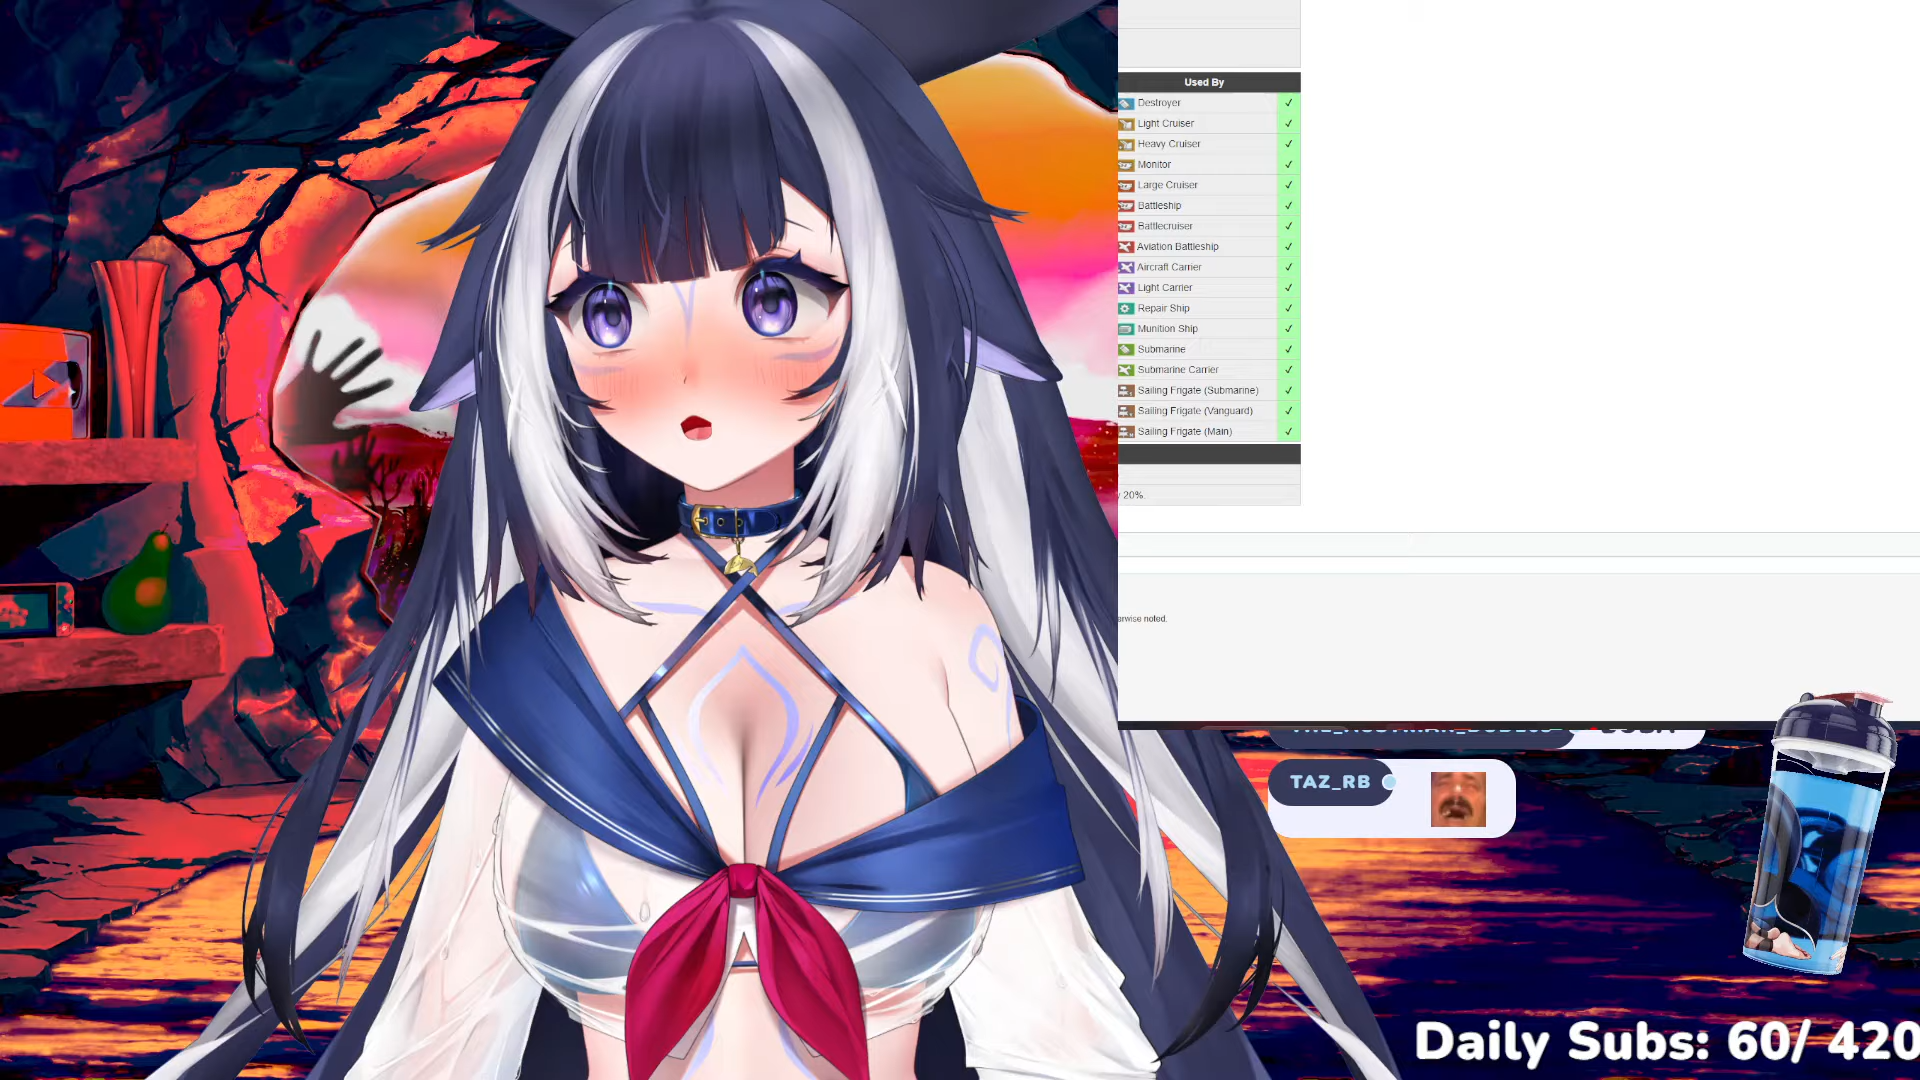 Used By
Destroyer ✓
Light Cruiser ✓
Heavy Cruiser ✓
Monitor ✓
Large Cruiser ✓
Battleship ✓
Battlecruiser ✓
Aviation Battleship ✓
Aircraft Carrier ✓
Light Carrier ✓
Repair Ship ✓
Munition Ship ✓
Submarine ✓
Submarine Carrier ✓
Sailing Frigate (Submarine) ✓
Sailing Frigate (Vanguard) ✓
Sailing Frigate (Main) ✓
20%.
noted.
TAZ_RB
Daily Subs: 60/ 420